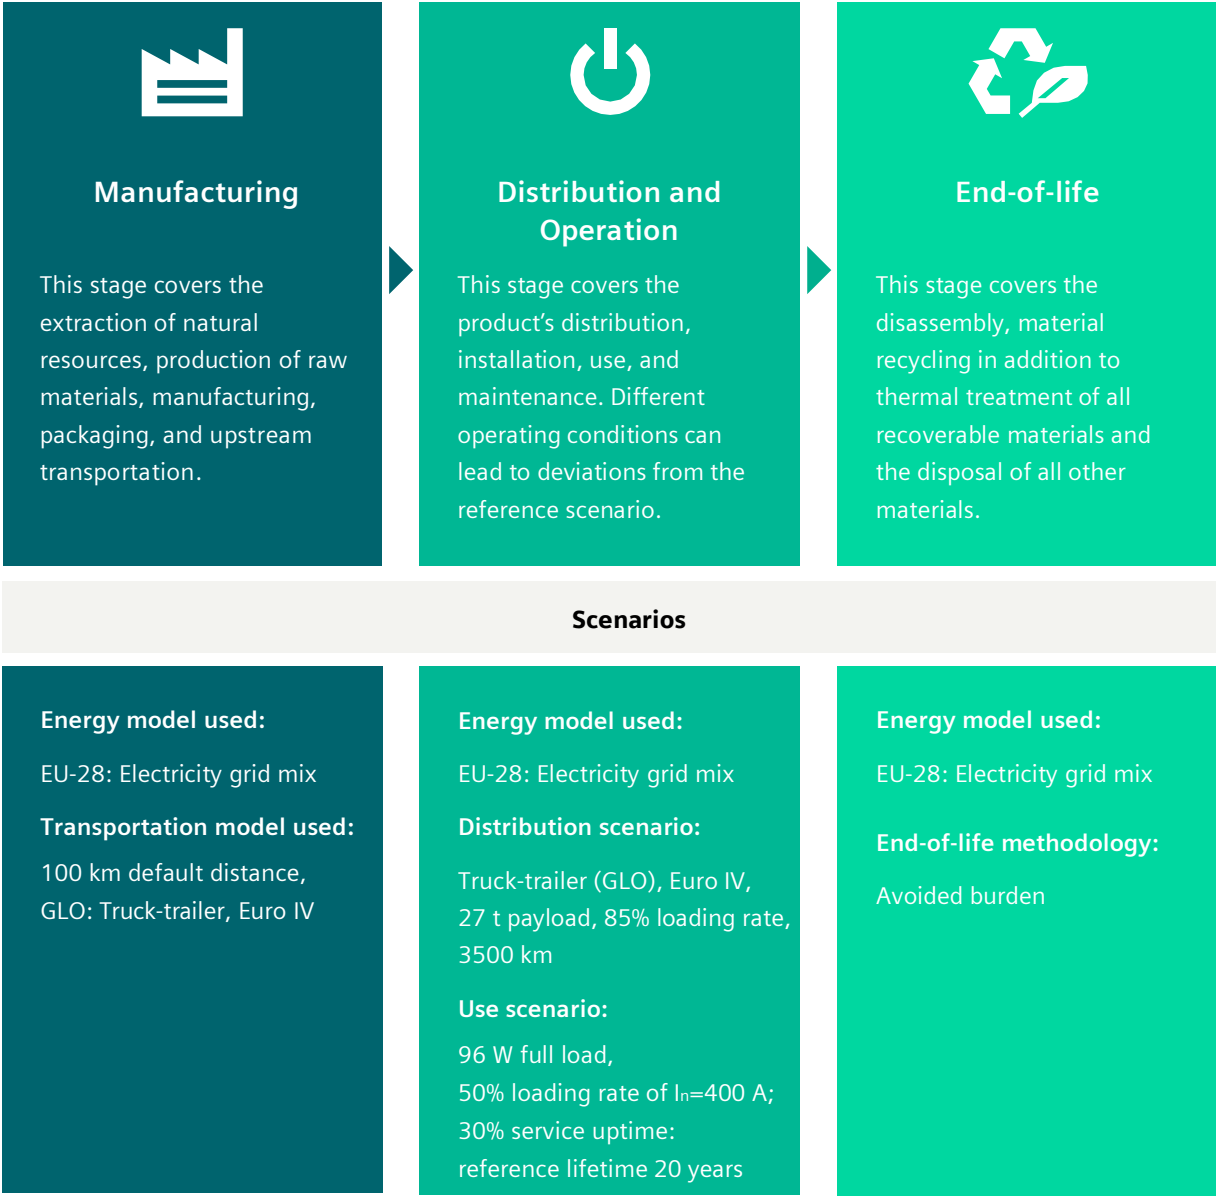 Manufacturing
This stage covers the
extraction of natural
resources, production of raw
materials, manufacturing,
packaging, and upstream
transportation.
Distribution and
Operation
This stage covers the
product’s distribution,
installation, use, and
maintenance. Different
operating conditions can
lead to deviations from the
reference scenario.
End-of-life
This stage covers the
disassembly, material
recycling in addition to
thermal treatment of all
recoverable materials and
the disposal of all other
materials.
Scenarios
Energy model used:
EU-28: Electricity grid mix
Transportation model used:
100 km default distance,
GLO: Truck-trailer, Euro IV
Energy model used:
EU-28: Electricity grid mix
Distribution scenario:
Truck-trailer (GLO), Euro IV,
27 t payload, 85% loading rate,
3500 km
Use scenario:
96 W full load,
50% loading rate of Iₙ=400 A;
30% service uptime:
reference lifetime 20 years
Energy model used:
EU-28: Electricity grid mix
End-of-life methodology:
Avoided burden